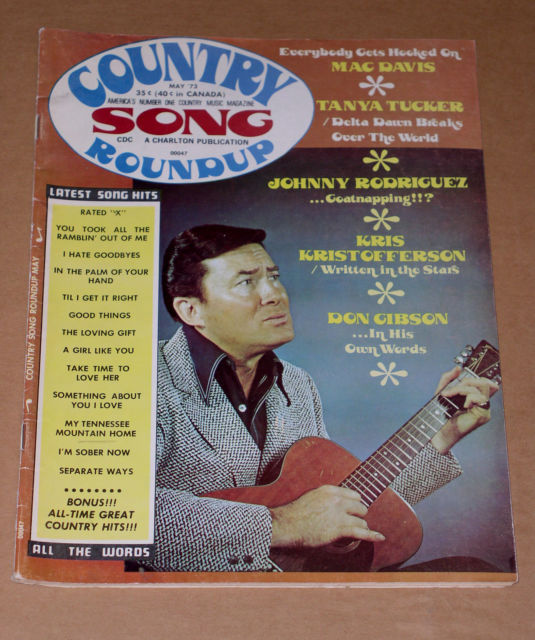 COUNTRY
MAY '73
35¢ (40¢ in CANADA)
AMERICA'S NUMBER ONE COUNTRY MUSIC MAGAZINE
SONG
CDC A CHARLTON PUBLICATION
00047
ROUNDUP
Everybody Gets Hooked On
MAC DAVIS
TANYA TUCKER
/Delta Dawn Breaks
Over The World
JOHNNY RODRIGUEZ
...Goatnapping!!?
KRIS
KRISTOFFERSON
/Written in the Stars
DON GIBSON
...In His
Own Words
LATEST SONG HITS
RATED "X"
YOU TOOK ALL THE
RAMBLIN' OUT OF ME
I HATE GOODBYES
IN THE PALM OF YOUR
HAND
TIL I GET IT RIGHT
GOOD THINGS
THE LOVING GIFT
A GIRL LIKE YOU
TAKE TIME TO
LOVE HER
SOMETHING ABOUT
YOU I LOVE
MY TENNESSEE
MOUNTAIN HOME
I'M SOBER NOW
SEPARATE WAYS
BONUS!!!
ALL-TIME GREAT
COUNTRY HITS!!!
ALL THE WORDS
COUNTRY SONG ROUNDUP MAY
00047